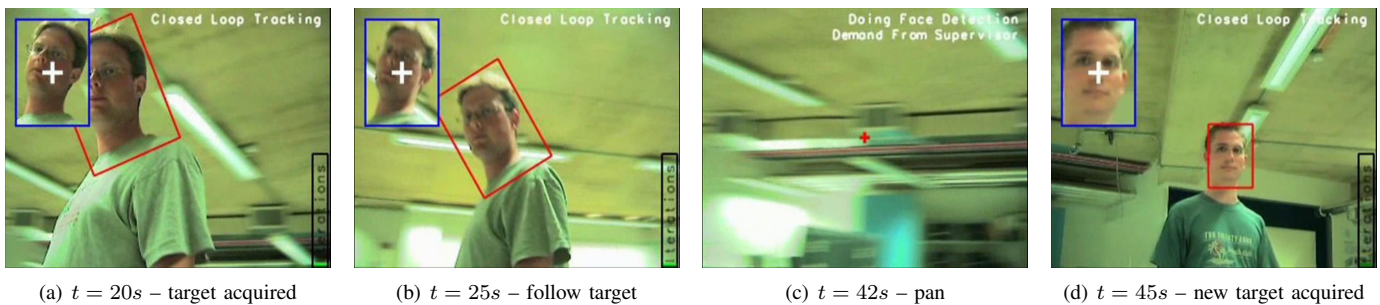 Closed Loop Tracking
iterations
Closed Loop Tracking
iterations
Doing Face Detection
Demand From Supervisor
Closed Loop Tracking
iterations
(a) t = 20s – target acquired
(b) t = 25s – follow target
(c) t = 42s – pan
(d) t = 45s – new target acquired